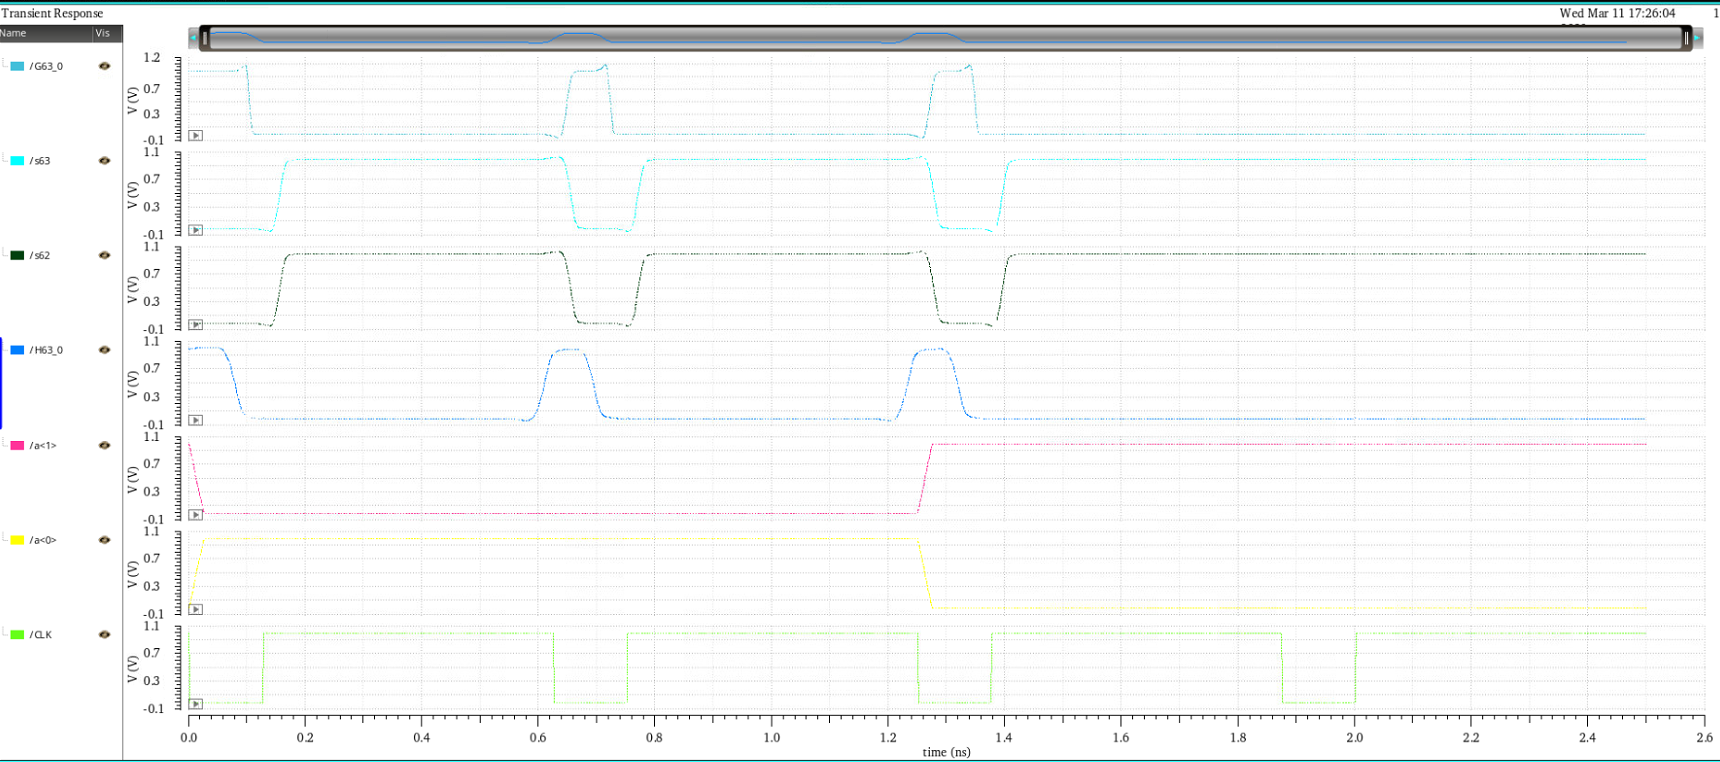 Transient Response
Wed Mar 11 17:26:04 1
Name Vis
/G63_0
V (V)
1.2
0.7
0.3
-0.1
/s63
V (V)
1.1
0.7
0.3
-0.1
/s62
V (V)
1.1
0.7
0.3
-0.1
/H63_0
V (V)
1.1
0.7
0.3
-0.1
/a<1>
V (V)
1.1
0.7
0.3
-0.1
/a<0>
V (V)
1.1
0.7
0.3
-0.1
/CLK
V (V)
1.1
0.7
0.3
-0.1
0.0 0.2 0.4 0.6 0.8 1.0 1.2 1.4 1.6 1.8 2.0 2.2 2.4 2.6
time (ns)